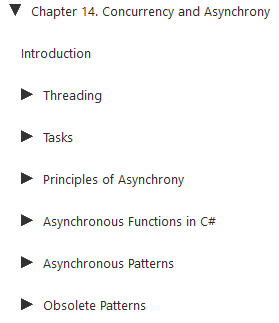 Chapter 14. Concurrency and Asynchrony
Introduction
Threading
Tasks
Principles of Asynchrony
Asynchronous Functions in C#
Asynchronous Patterns
Obsolete Patterns